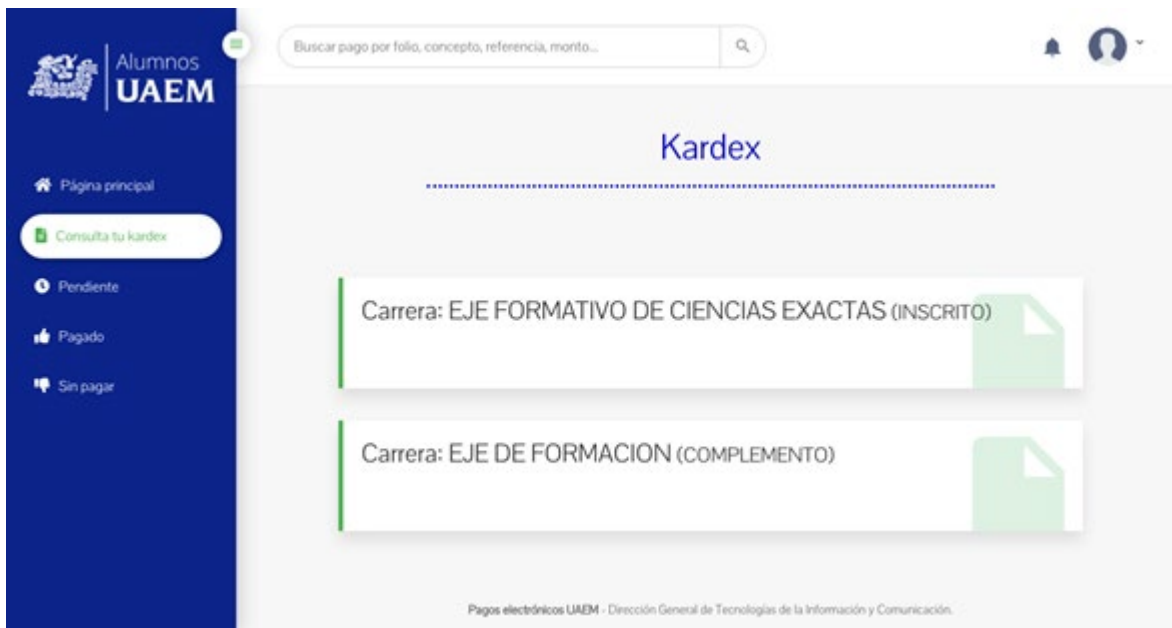 Alumnos
UAEM
Buscar pago por folio, concepto, referencia, monto...
Página principal
Consulta tu kardex
Pendiente
Pagado
Sin pagar
Kardex
Carrera: EJE FORMATIVO DE CIENCIAS EXACTAS (INSCRITO)
Carrera: EJE DE FORMACION (COMPLEMENTO)
Pagos electrónicos UAEM - Dirección General de Tecnologías de la Información y Comunicación.